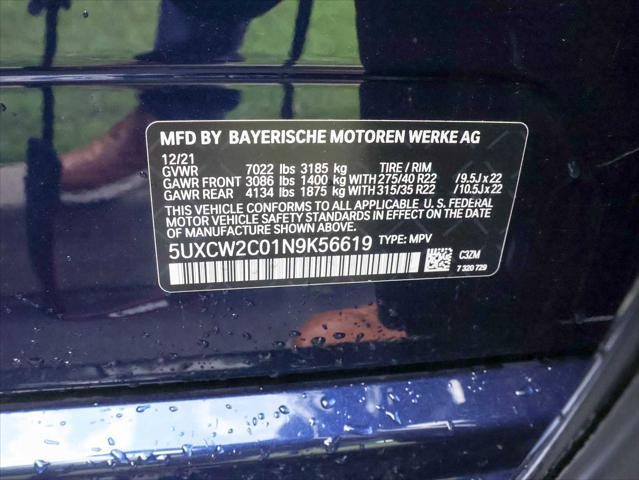 MFD BY BAYERISCHE MOTOREN WERKE AG
12/21
GVWR 7022 lbs 3185 kg TIRE / RIM
GAWR FRONT 3086 lbs 1400 kg WITH 275/40 R22 /9.5J x 22
GAWR REAR 4134 lbs 1875 kg WITH 315/35 R22 /10.5J x 22
THIS VEHICLE CONFORMS TO ALL APPLICABLE U.S. FEDERAL
MOTOR VEHICLE SAFETY STANDARDS IN EFFECT ON THE
DATE OF MANUFACTURE SHOWN ABOVE.
5UXCW2C01N9K56619 TYPE: MPV
C3ZM
7 320 729